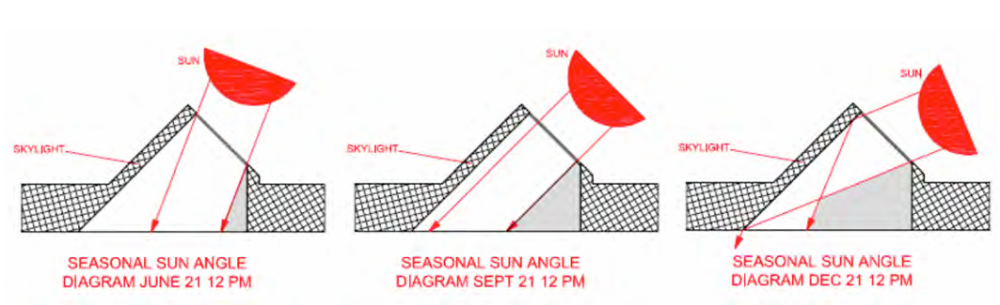 SUN
SKYLIGHT
SEASONAL SUN ANGLE
DIAGRAM JUNE 21 12 PM
SUN
SKYLIGHT
SEASONAL SUN ANGLE
DIAGRAM SEPT 21 12 PM
SUN
SKYLIGHT
SEASONAL SUN ANGLE
DIAGRAM DEC 21 12 PM